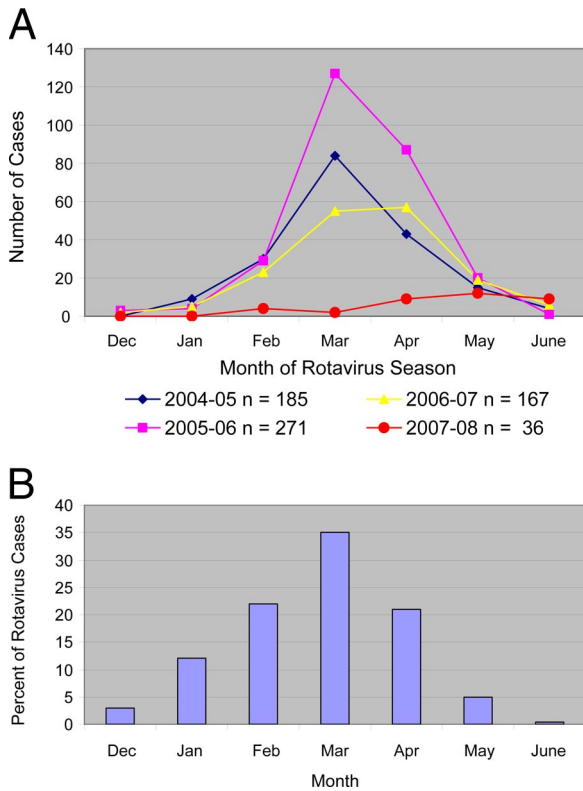 A
Number of Cases
140
120
100
80
60
40
20
0
Dec Jan Feb Mar Apr May June
Month of Rotavirus Season
2004-05 n = 185 2006-07 n = 167
2005-06 n = 271 2007-08 n = 36
B
Percent of Rotavirus Cases
40
35
30
25
20
15
10
5
0
Dec Jan Feb Mar Apr May June
Month